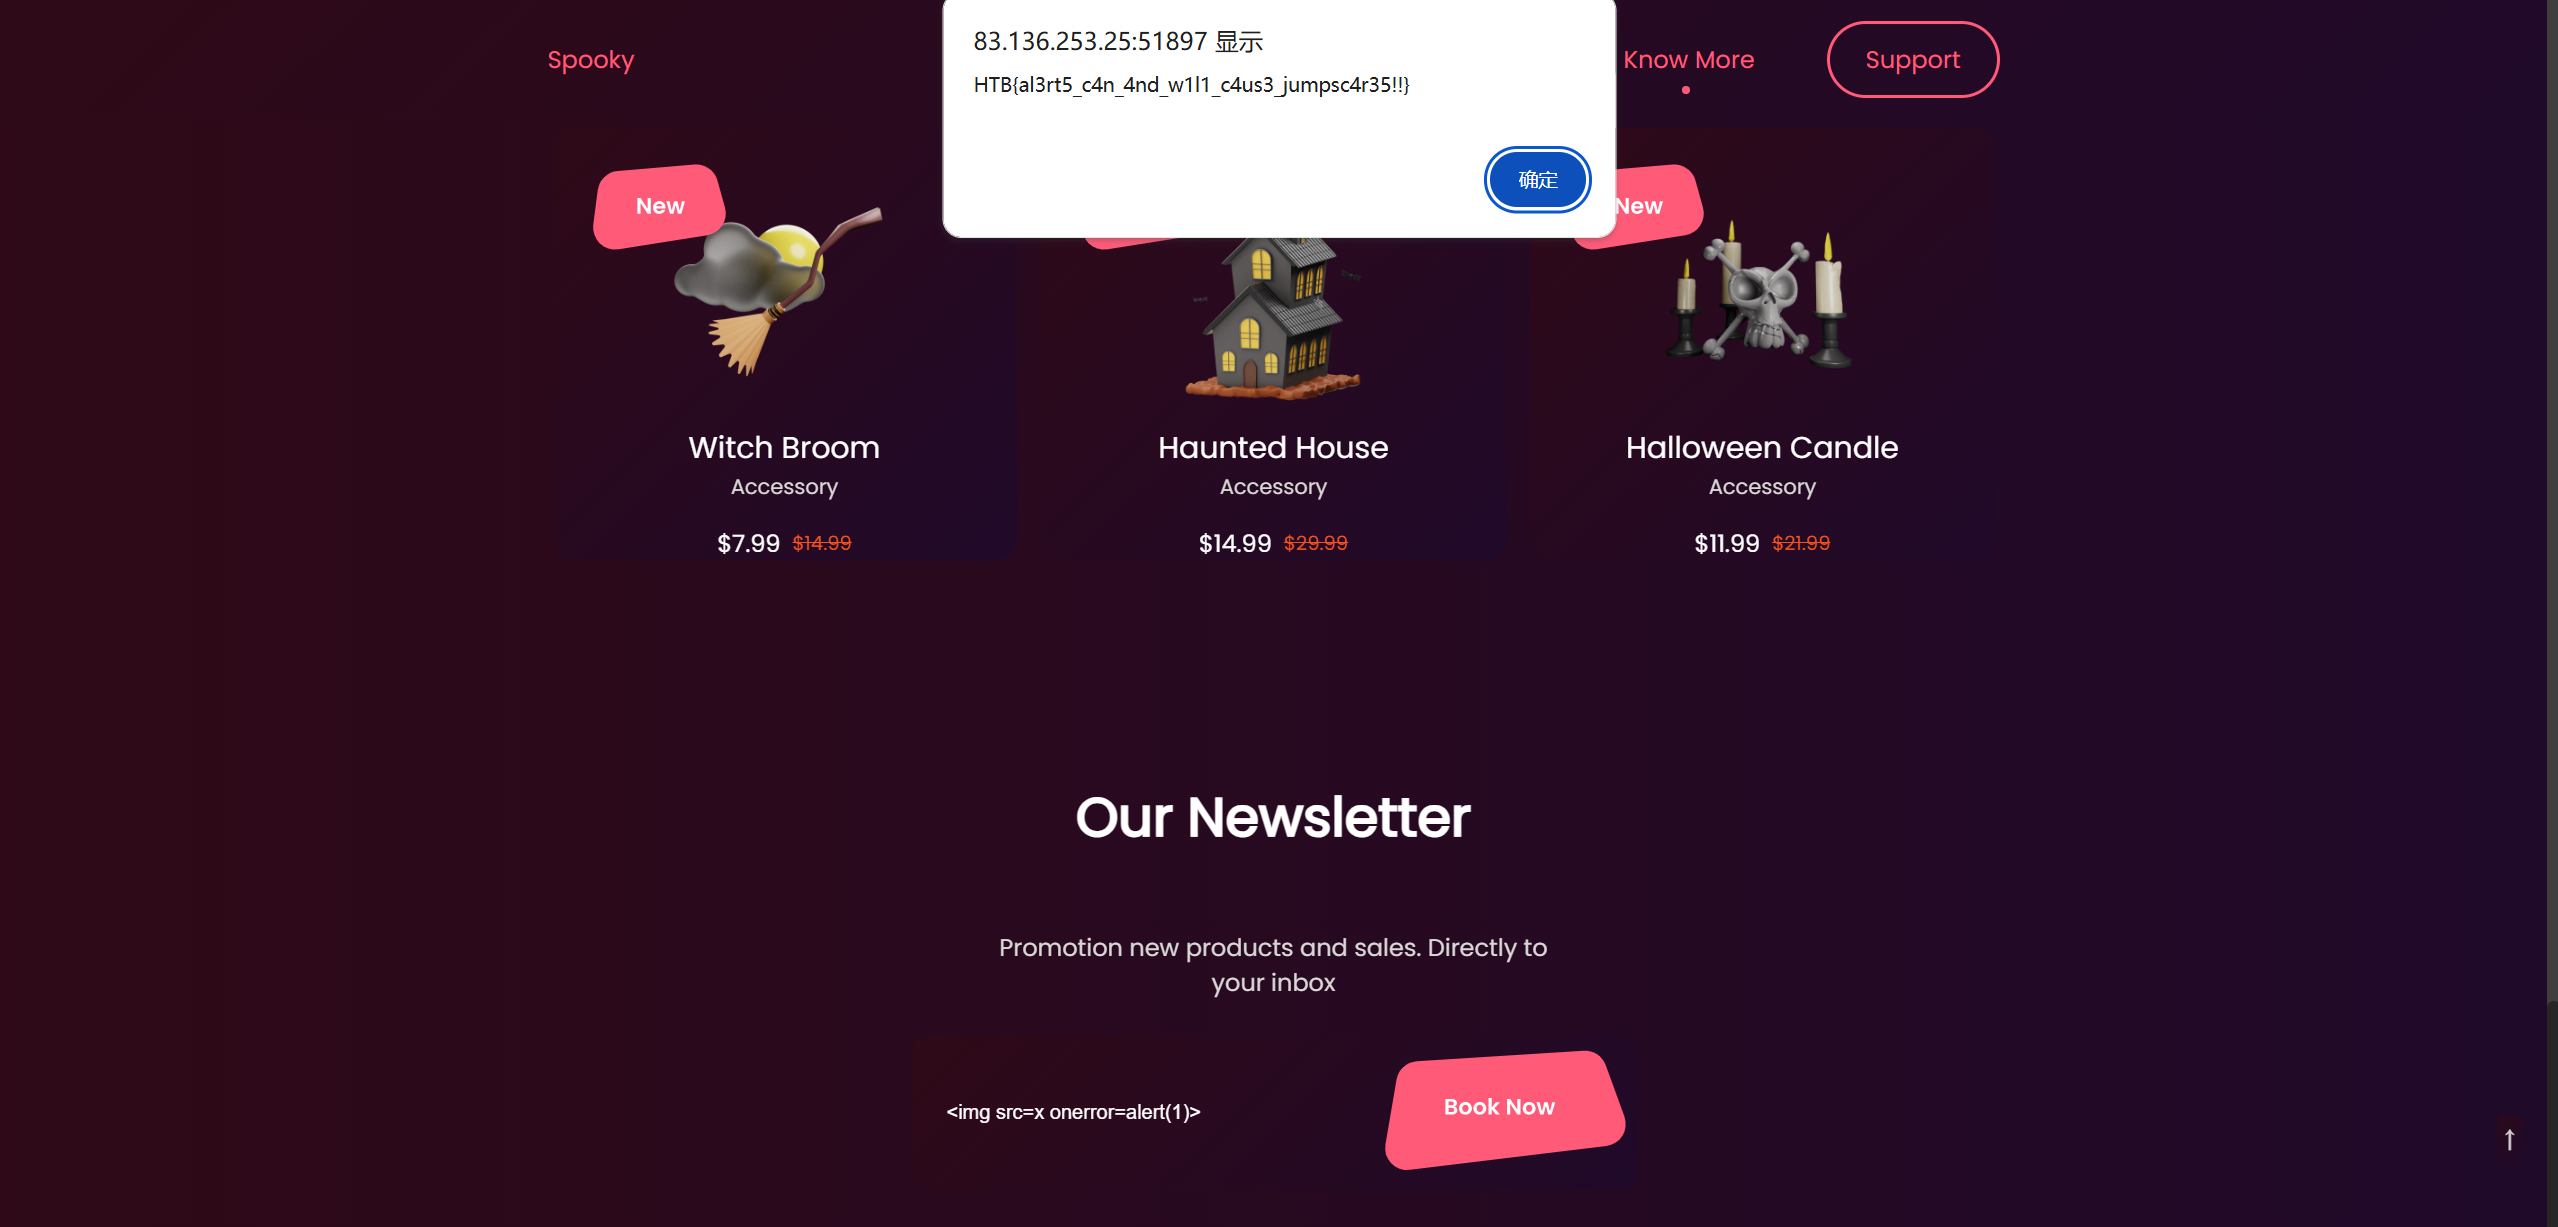 83.136.253.25:51897 显示
HTB{al3rt5_c4n_4nd_w1l1_c4us3_jumpsc4r35!!}
确定
Spooky
Know More
Support
New
New
Witch Broom
Accessory
$7.99 $14.99
Haunted House
Accessory
$14.99 $29.99
Halloween Candle
Accessory
$11.99 $21.99
Our Newsletter
Promotion new products and sales. Directly to
your inbox
<img src=x onerror=alert(1)>
Book Now
↑